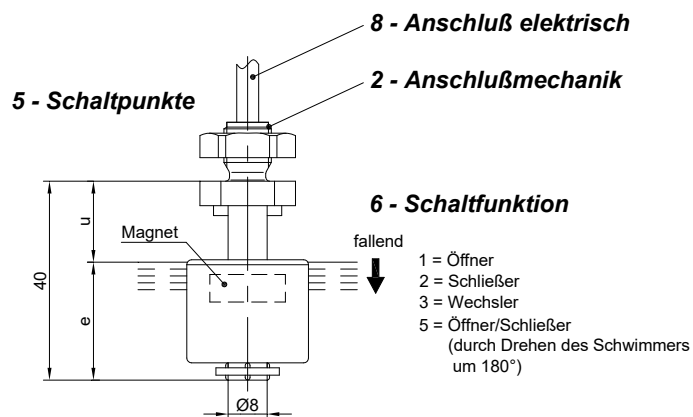 8 - Anschluß elektrisch
2 - Anschlußmechanik
5 - Schaltpunkte
6 - Schaltfunktion
Magnet
fallend
u
40
e
1 = Öffner
2 = Schließer
3 = Wechsler
5 = Öffner/Schließer
(durch Drehen des Schwimmers
um 180°)
Ø8